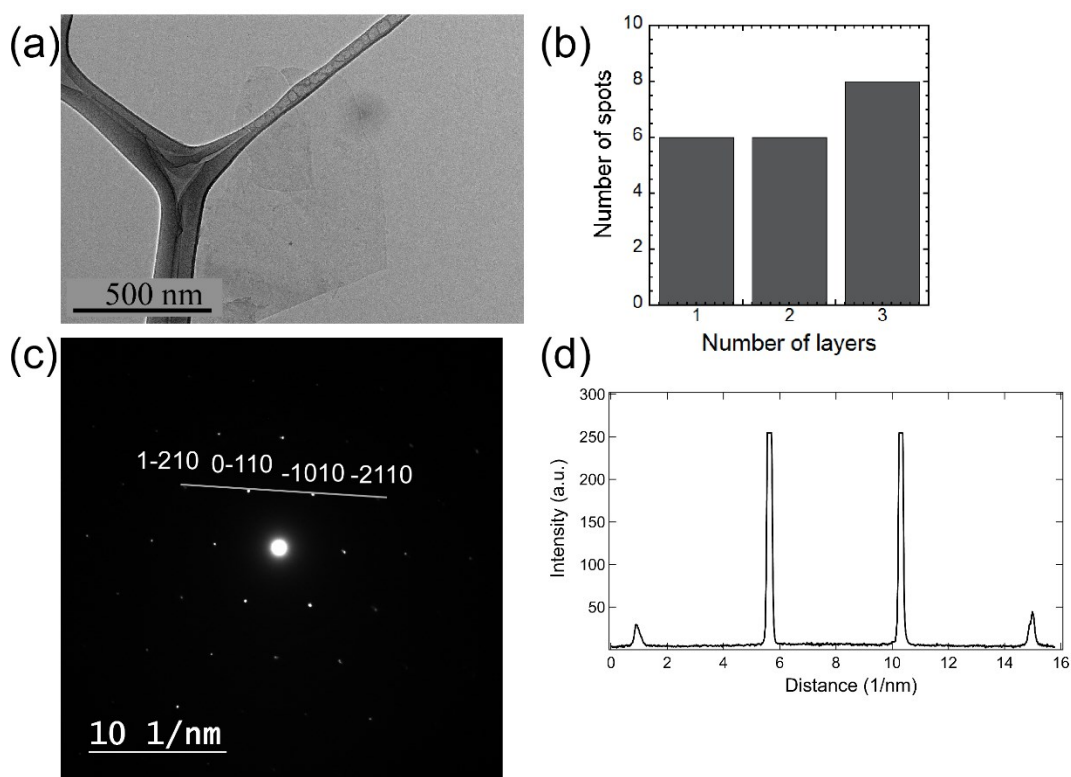 (a)
500 nm
(b)
10
8
6
4
2
0
Number of spots
1 2 3
Number of layers
(c)
1-210 0-110 -1010 -2110
10 1/nm
(d)
300
250
200
150
100
50
Intensity (a.u.)
0 2 4 6 8 10 12 14 16
Distance (1/nm)